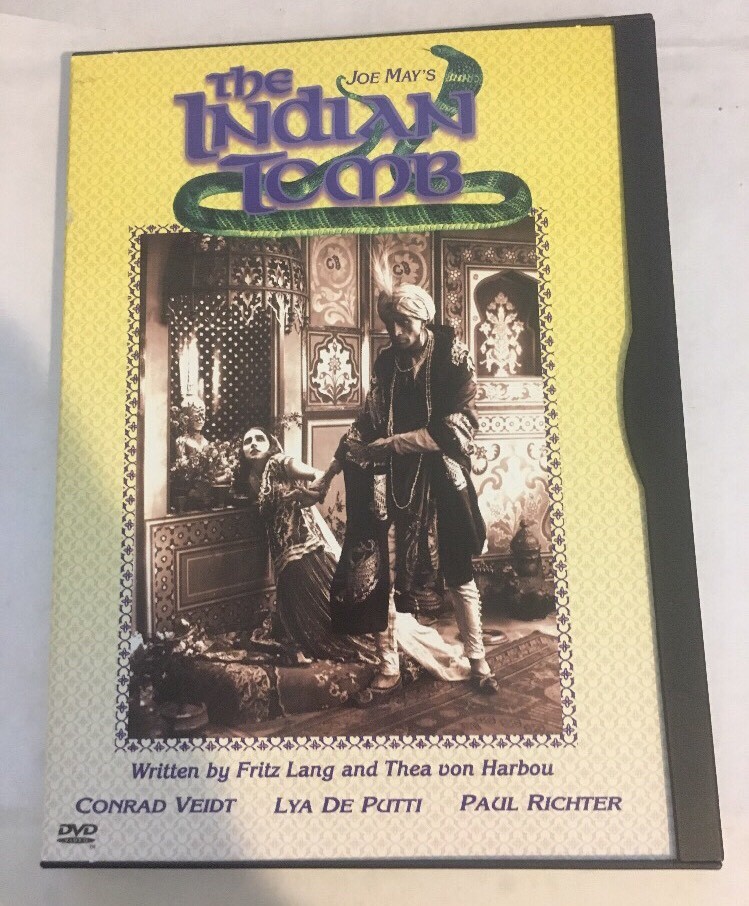 JOE MAY'S
the
INDIAN
TOMB
Written by Fritz Lang and Thea von Harbou
CONRAD VEIDT LYA DE PUTTI PAUL RICHTER
DVD
VIDEO